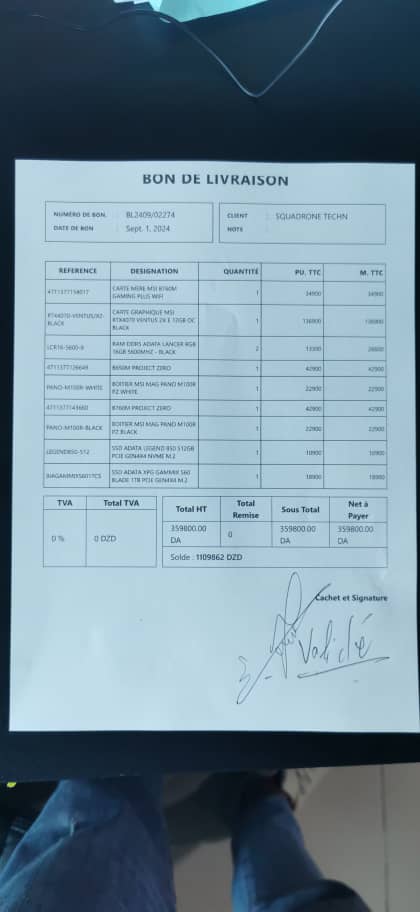 BON DE LIVRAISON
NUMÉRO DE BON. : BL2409/02274
DATE DE BON : Sept. 1, 2024
CLIENT : SQUADRONE TECHN
NOTE :
REFERENCE DESIGNATION QUANTITÉ PU. TTC M. TTC
4711377158017 CARTE MERE MSI B760M GAMING PLUS WIFI 1 34900 34900
RTX4070-VENTUS/X2-BLACK CARTE GRAPHIQUE MSI RTX4070 VENTUS 2X E 12GB OC BLACK 1 136900 136900
LCR16-5600-B RAM DDR5 ADATA LANCER RGB 16GB 5600MHZ - BLACK 2 13300 26600
4711377126649 B650M PROJECT ZERO 1 42900 42900
PANO-M100R-WHITE BOITIER MSI MAG PANO M100R PZ WHITE 1 22900 22900
4711377143660 B760M PROJECT ZERO 1 42900 42900
PANO-M100R-BLACK BOITIER MSI MAG PANO M100R PZ BLACK 1 22900 22900
LEGEND850-512 SSD ADATA LEGEND 850 512GB PCIE GEN4X4 NVME M.2 1 10900 10900
SSD ADATA XPG GAMMIX S60 BLADE 1TB PCIE GEN4X4 M.2 1 18900 18900
TVA Total TVA
0 % 0 DZD
Total HT Total Remise Sous Total Net à Payer
359800.00 DA 0 359800.00 DA 359800.00 DA
Solde : 1109862 DZD
Cachet et Signature
Validé